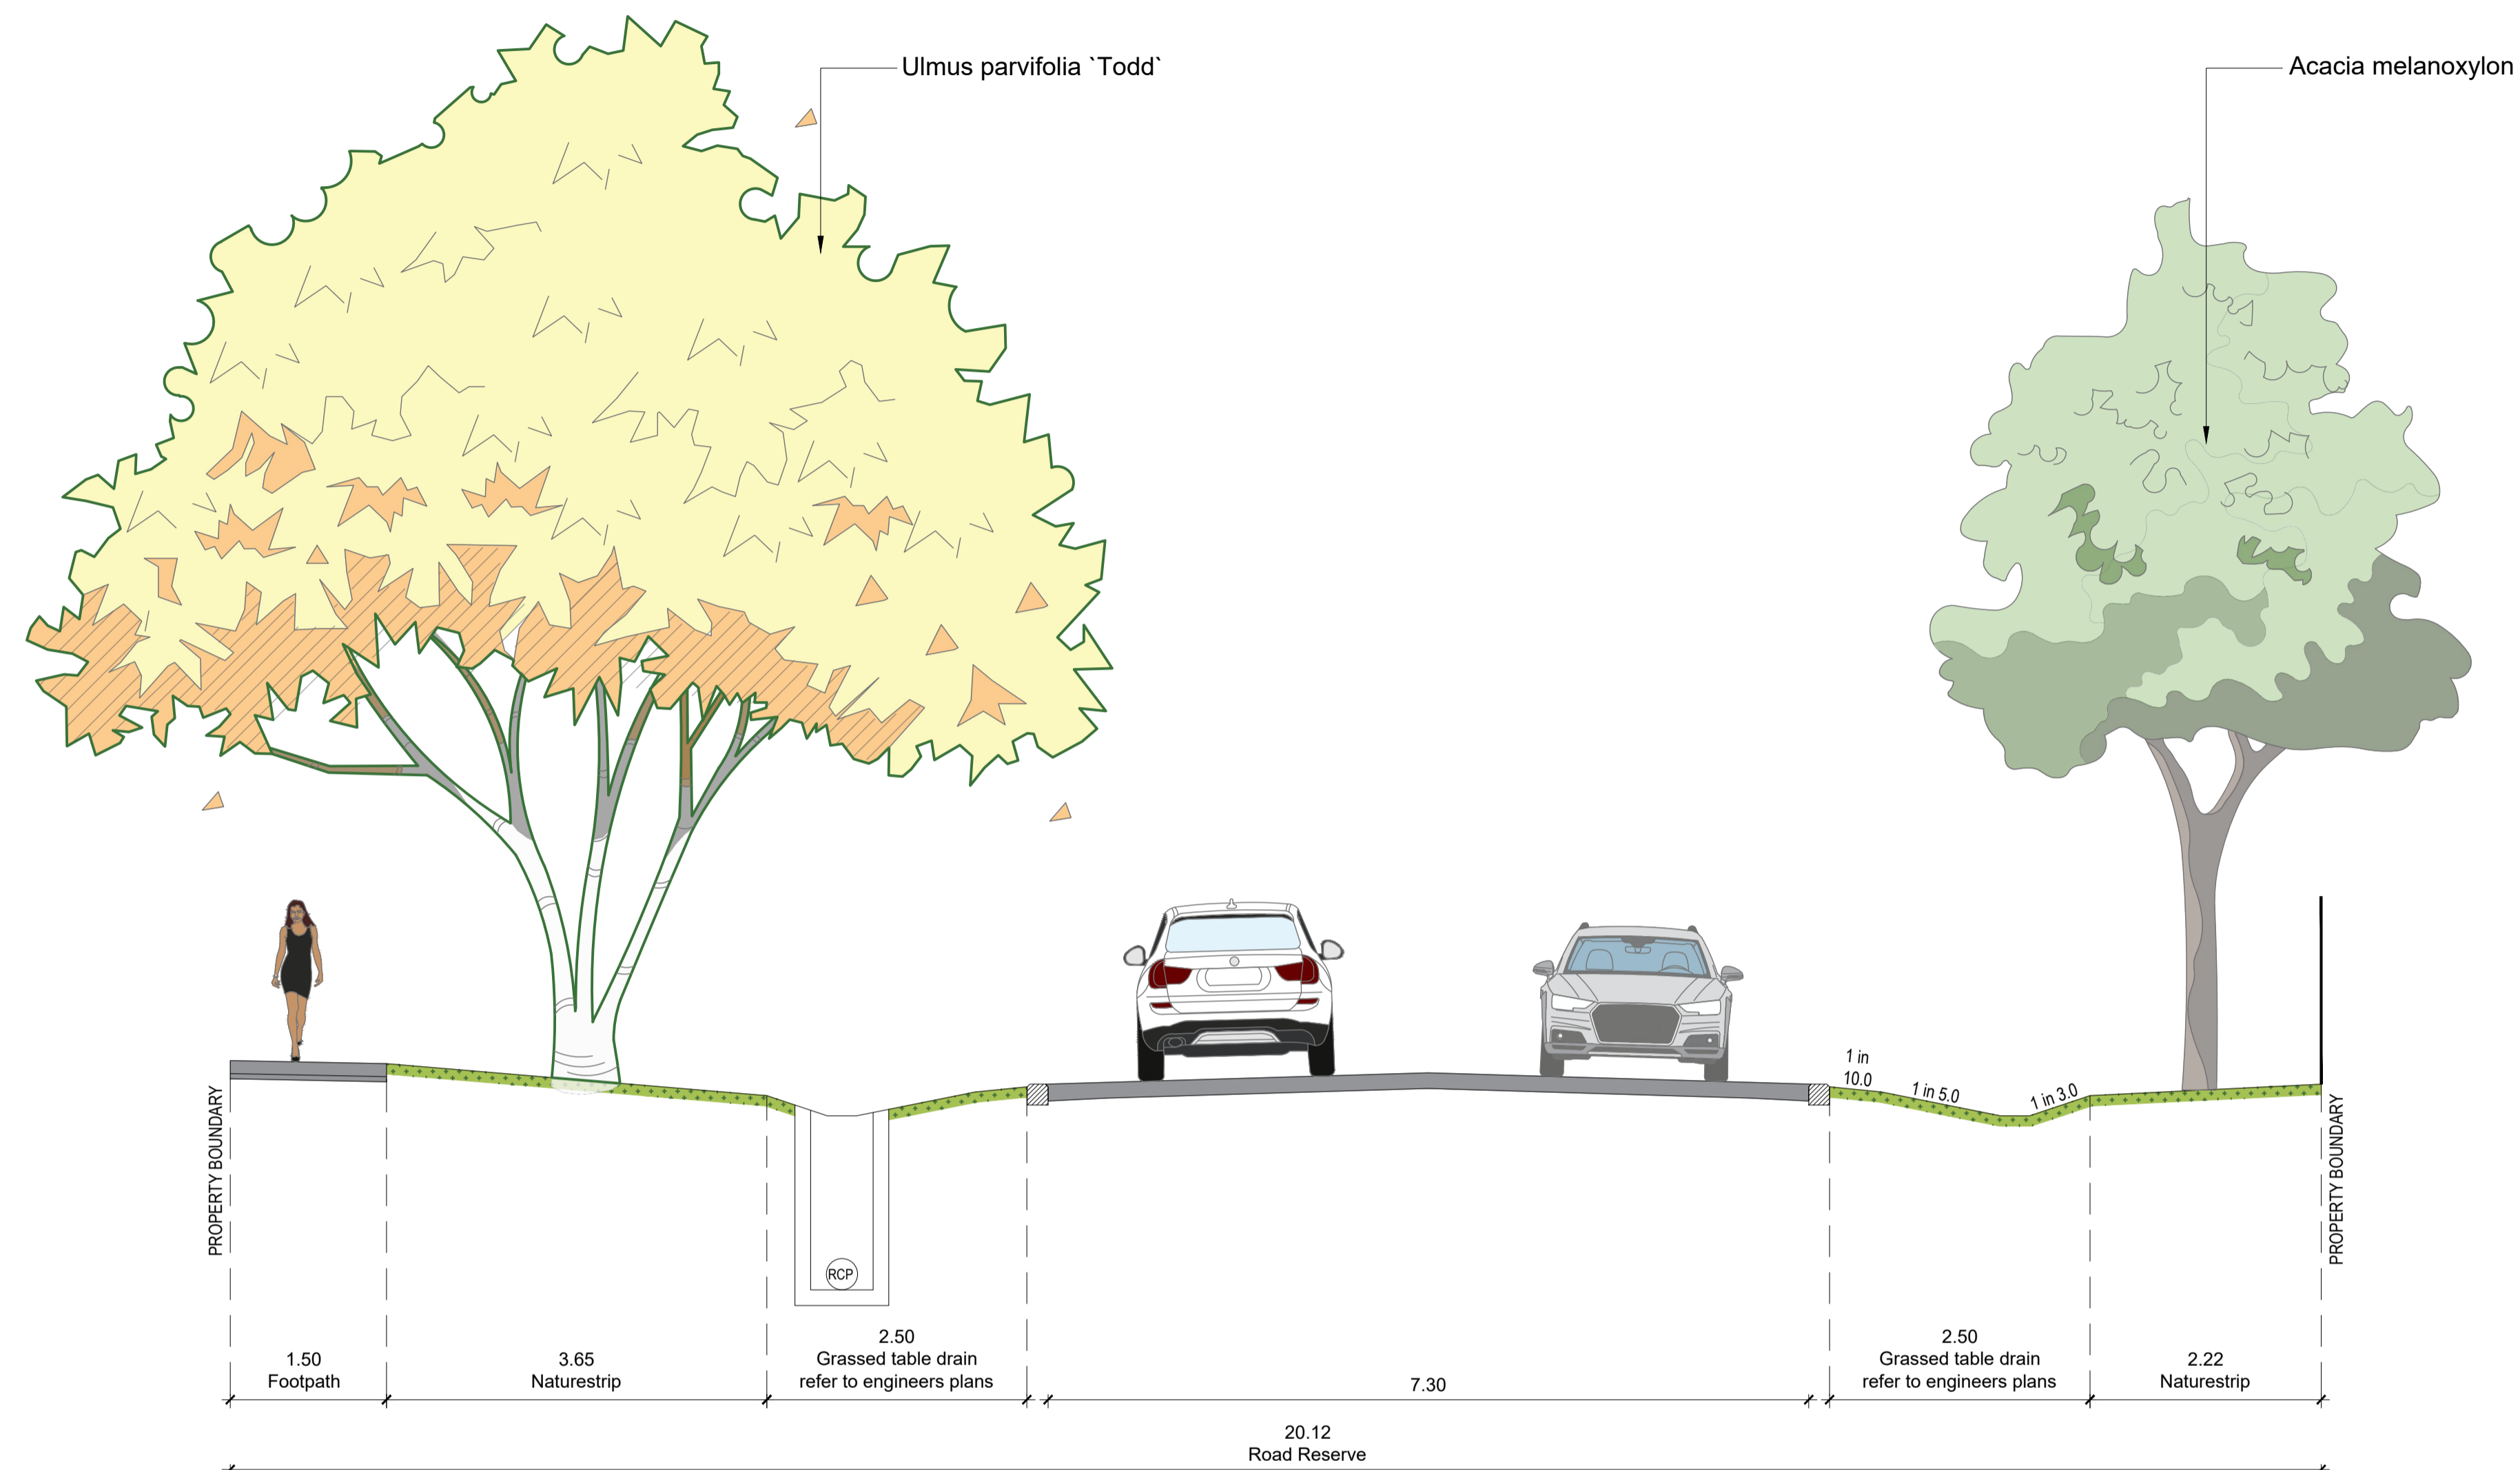 Ulmus parvifolia `Todd`
Acacia melanoxylon
1 in
10.0
1 in 5.0
1 in 3.0
PROPERTY BOUNDARY
PROPERTY BOUNDARY
RCP
1.50
Footpath
3.65
Naturestrip
2.50
Grassed table drain
refer to engineers plans
7.30
2.50
Grassed table drain
refer to engineers plans
2.22
Naturestrip
20.12
Road Reserve